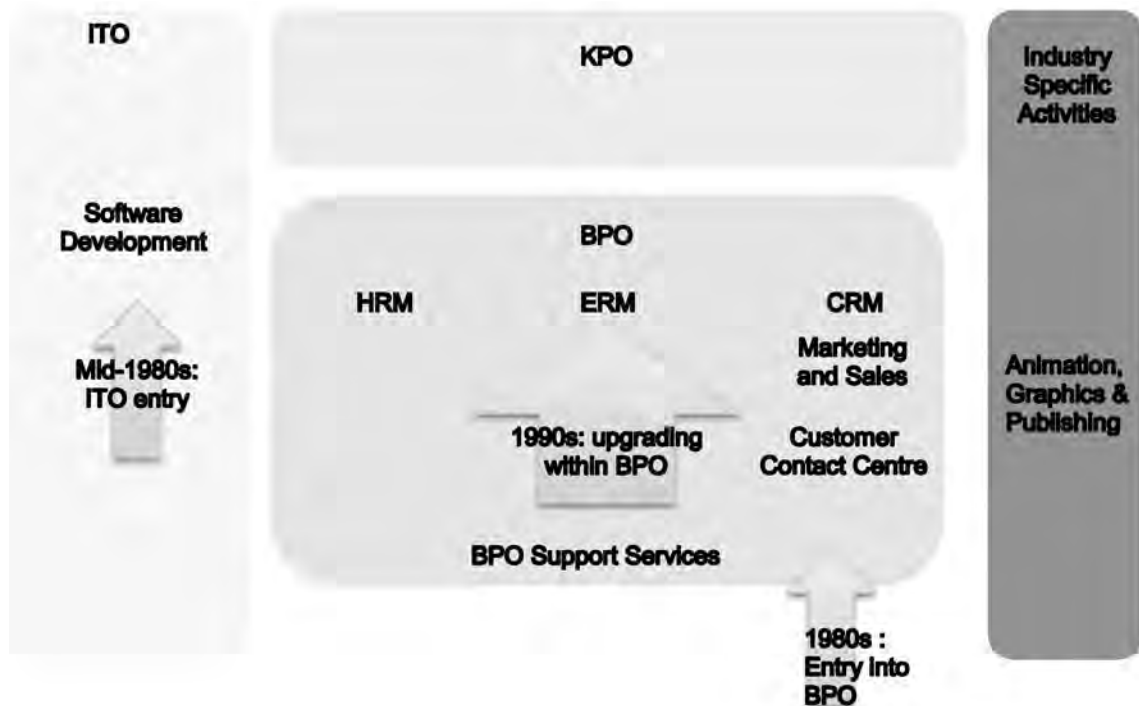 ITO
Software
Development
Mid-1980s:
ITO entry
KPO
BPO
HRM
ERM
CRM
Marketing
and Sales
1990s: upgrading
within BPO
Customer
Contact Centre
BPO Support Services
1980s :
Entry into
BPO
Industry
Specific
Activities
Animation,
Graphics &
Publishing